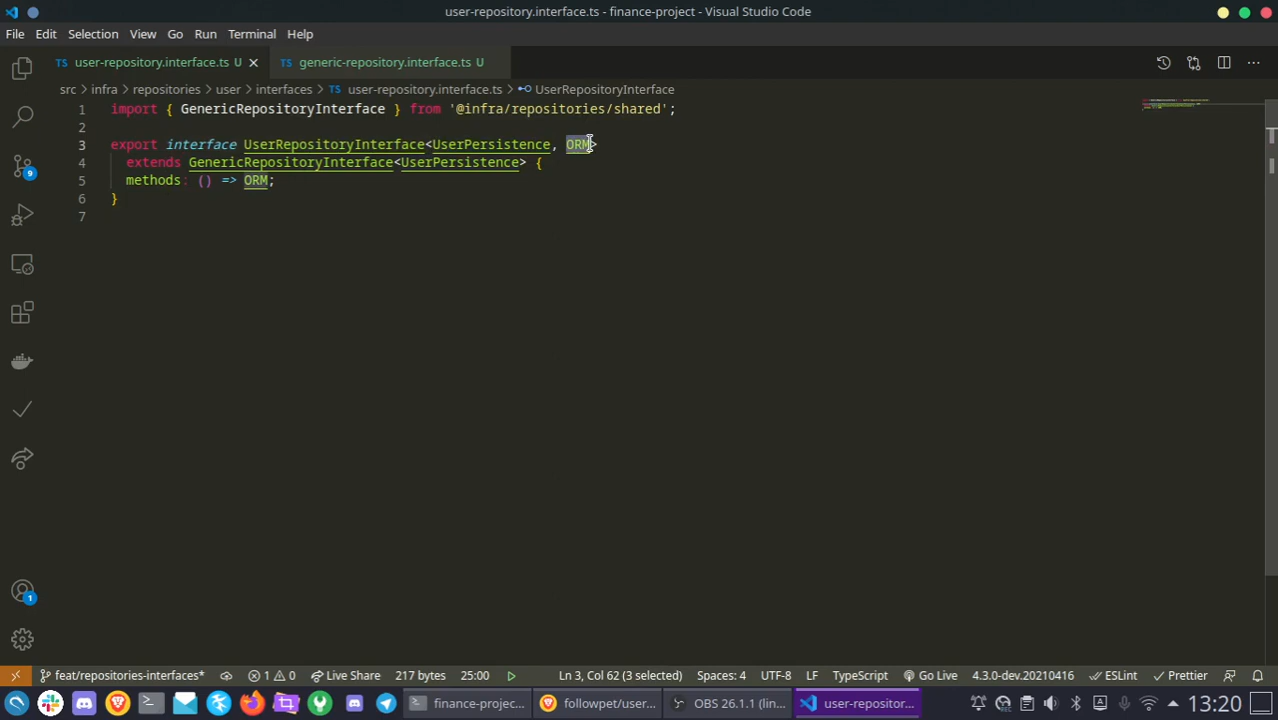 user-repository.interface.ts - finance-project - Visual Studio Code
File Edit Selection View Go Run Terminal Help
TS user-repository.interface.ts U TS generic-repository.interface.ts U
src > infra > repositories > user > interfaces > TS user-repository.interface.ts > UserRepositoryInterface
1 import { GenericRepositoryInterface } from '@infra/repositories/shared';
2
3 export interface UserRepositoryInterface<UserPersistence, ORM>
4 extends GenericRepositoryInterface<UserPersistence> {
5 methods: () => ORM;
6 }
7
9
1
feat/repositories-interfaces* 1 0 Live Share 217 bytes 25:00 Ln 3, Col 62 (3 selected) Spaces: 4 UTF-8 LF TypeScript Go Live 4.3.0-dev.20210416 ESLint Prettier
finance-projec... followpet/user... OBS 26.1.1 (lin... user-repositor... A 13:20